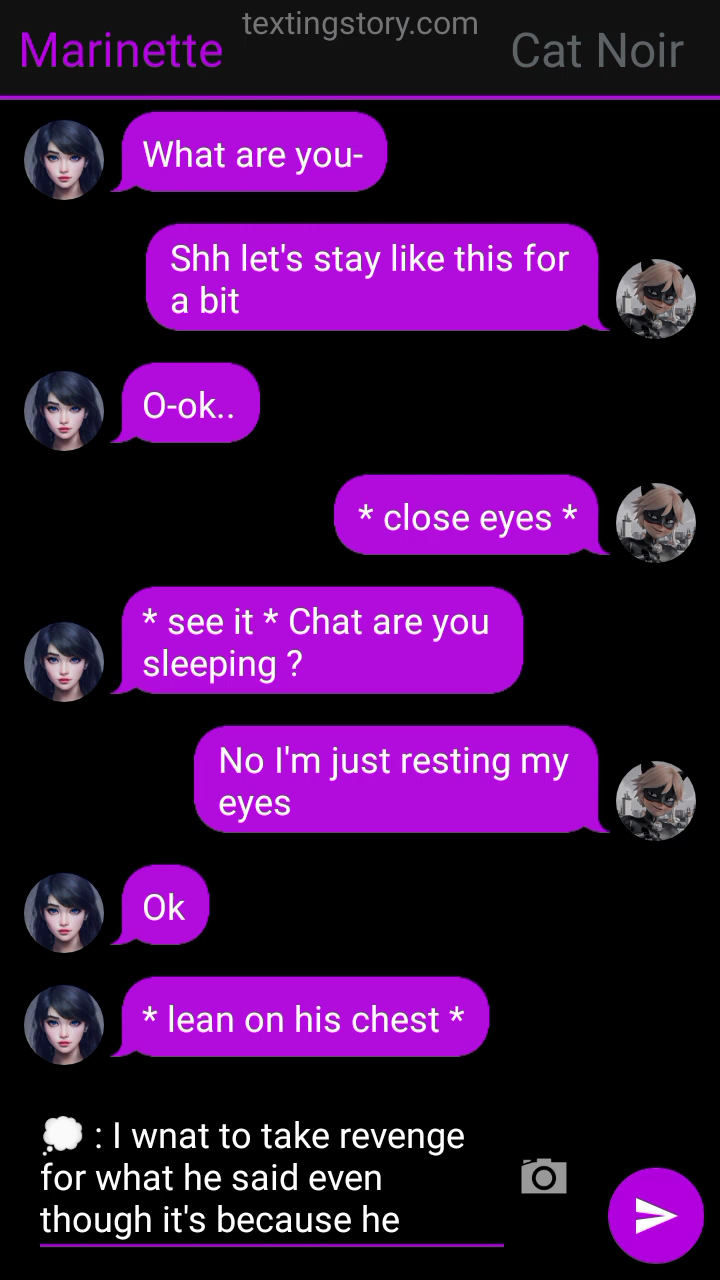 textingstory.com
Marinette
Cat Noir
What are you-
Shh let's stay like this for
a bit
O-ok..
* close eyes *
* see it * Chat are you
sleeping ?
No I'm just resting my
eyes
Ok
* lean on his chest *
💭 : I wnat to take revenge
for what he said even
though it's because he